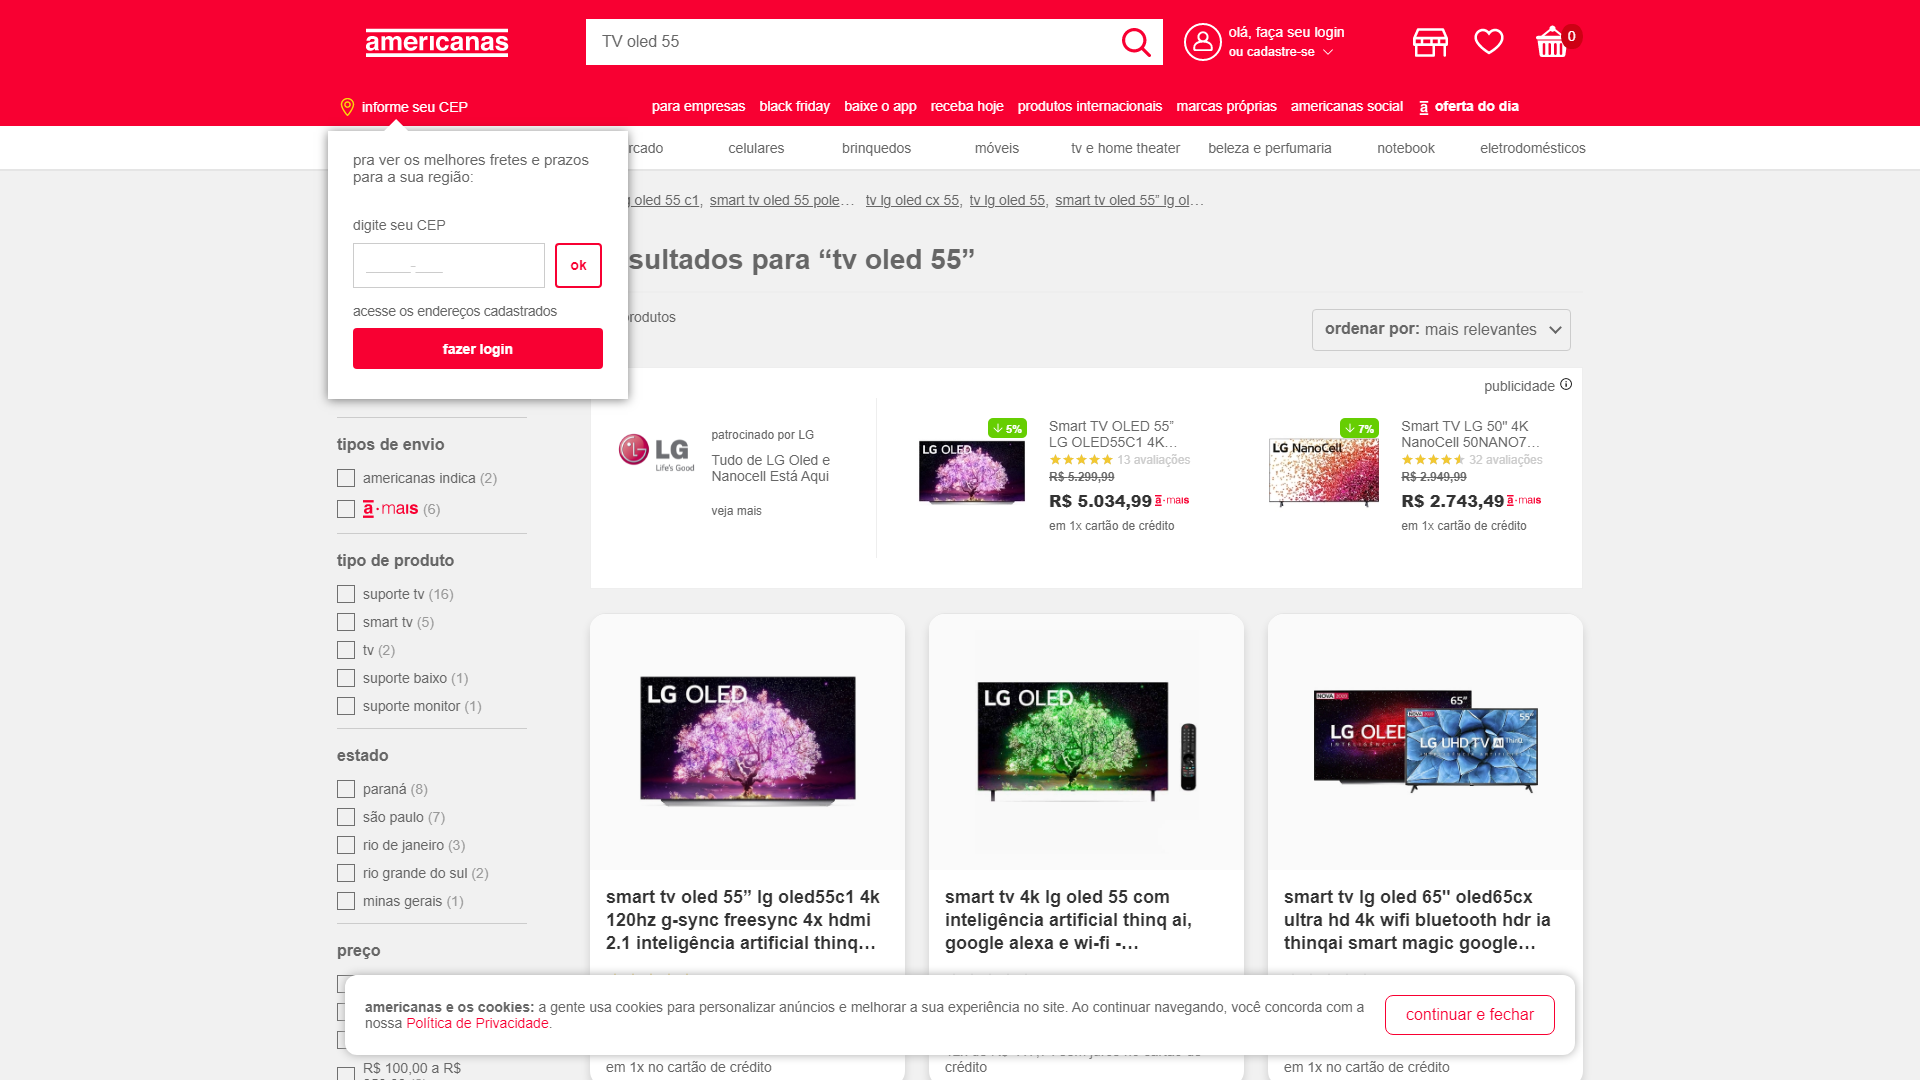 americanas
TV oled 55
olá, faça seu login
ou cadastre-se
0
informe seu CEP
para empresas
black friday
baixe o app
receba hoje
produtos internacionais
marcas próprias
americanas social
oferta do dia
pra ver os melhores fretes e prazos
para a sua região:
digite seu CEP
_____-___
ok
acesse os endereços cadastrados
fazer login
rcado
celulares
brinquedos
móveis
tv e home theater
beleza e perfumaria
notebook
eletrodomésticos
g oled 55 c1, smart tv oled 55 pole… tv lg oled cx 55, tv lg oled 55, smart tv oled 55” lg ol…
sultados para “tv oled 55”
produtos
ordenar por: mais relevantes
publicidade
LG
Life's Good
patrocinado por LG
Tudo de LG Oled e
Nanocell Está Aqui
veja mais
5%
LG OLED
Smart TV OLED 55”
LG OLED55C1 4K…
13 avaliações
R$ 5.299,99
R$ 5.034,99 a·mais
em 1x cartão de crédito
7%
LG NanoCell
Smart TV LG 50" 4K
NanoCell 50NANO7…
32 avaliações
R$ 2.949,99
R$ 2.743,49 a·mais
em 1x cartão de crédito
tipos de envio
americanas indica (2)
a·mais (6)
tipo de produto
suporte tv (16)
smart tv (5)
tv (2)
suporte baixo (1)
suporte monitor (1)
estado
paraná (8)
são paulo (7)
rio de janeiro (3)
rio grande do sul (2)
minas gerais (1)
preço
R$ 100,00 a R$
LG OLED
smart tv oled 55” lg oled55c1 4k
120hz g-sync freesync 4x hdmi
2.1 inteligência artificial thinq…
em 1x no cartão de crédito
LG OLED
smart tv 4k lg oled 55 com
inteligência artificial thinq ai,
google alexa e wi-fi -…
crédito
65"
LG OLED
INTELIGÊNCIA
55"
LG UHD TV AI ThinQ
smart tv lg oled 65'' oled65cx
ultra hd 4k wifi bluetooth hdr ia
thinqai smart magic google…
em 1x no cartão de crédito
americanas e os cookies: a gente usa cookies para personalizar anúncios e melhorar a sua experiência no site. Ao continuar navegando, você concorda com a
nossa Política de Privacidade.
continuar e fechar